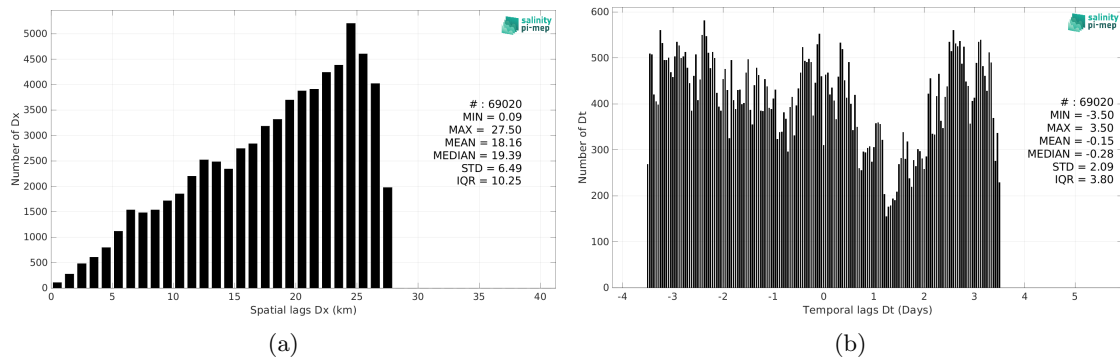 salinity
pi-mep
5000
4500
4000
3500
3000
2500
2000
1500
1000
500
0
Number of Dx
# : 69020
MIN = 0.09
MAX = 27.50
MEAN = 18.16
MEDIAN = 19.39
STD = 6.49
IQR = 10.25
0 5 10 15 20 25 30 35 40
Spatial lags Dx (km)
(a)
salinity
pi-mep
600
500
400
300
200
100
0
Number of Dt
# : 69020
MIN = -3.50
MAX = 3.50
MEAN = -0.15
MEDIAN = -0.28
STD = 2.09
IQR = 3.80
-4 -3 -2 -1 0 1 2 3 4 5
Temporal lags Dt (Days)
(b)